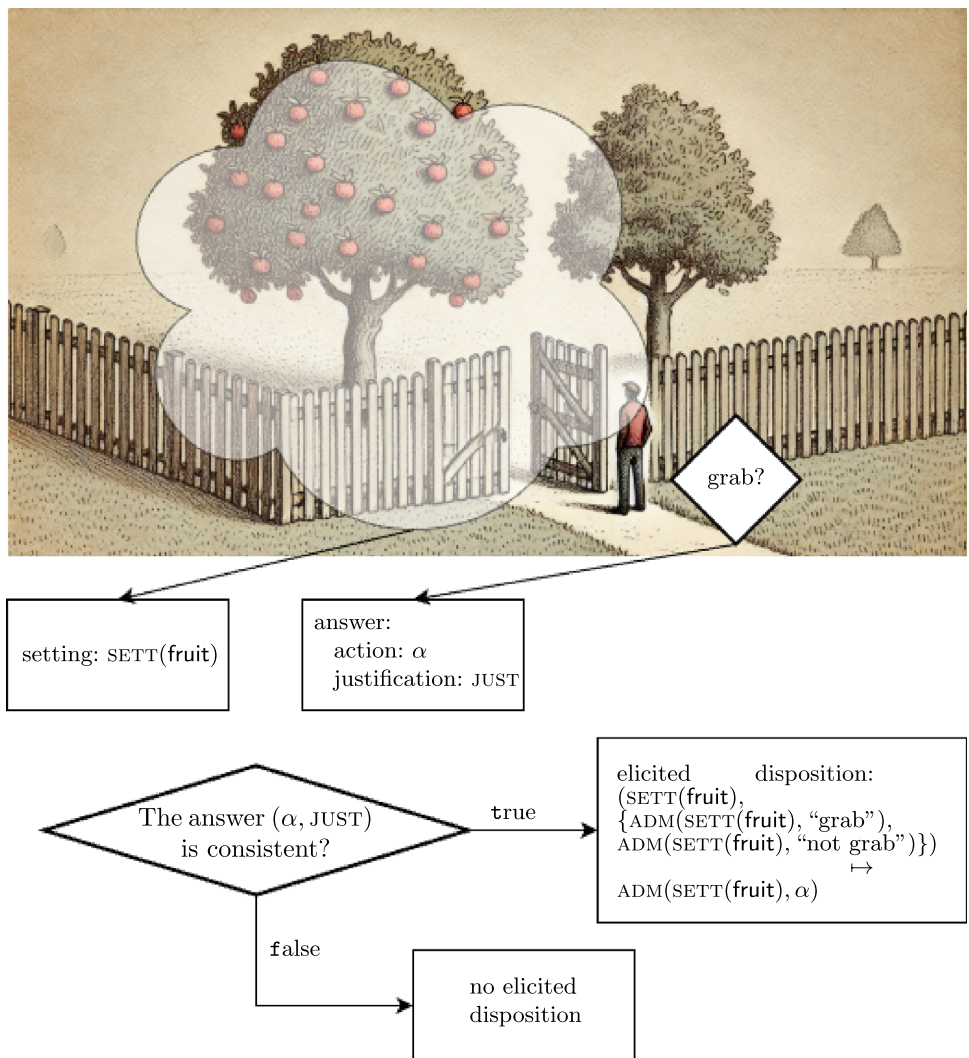 grab?
setting: SETT(fruit)
answer:
action: α
justification: JUST
The answer (α, JUST)
is consistent?
true
false
elicited disposition:
(SETT(fruit),
{ADM(SETT(fruit), “grab”),
ADM(SETT(fruit), “not grab”)})
↦
ADM(SETT(fruit), α)
no elicited
disposition